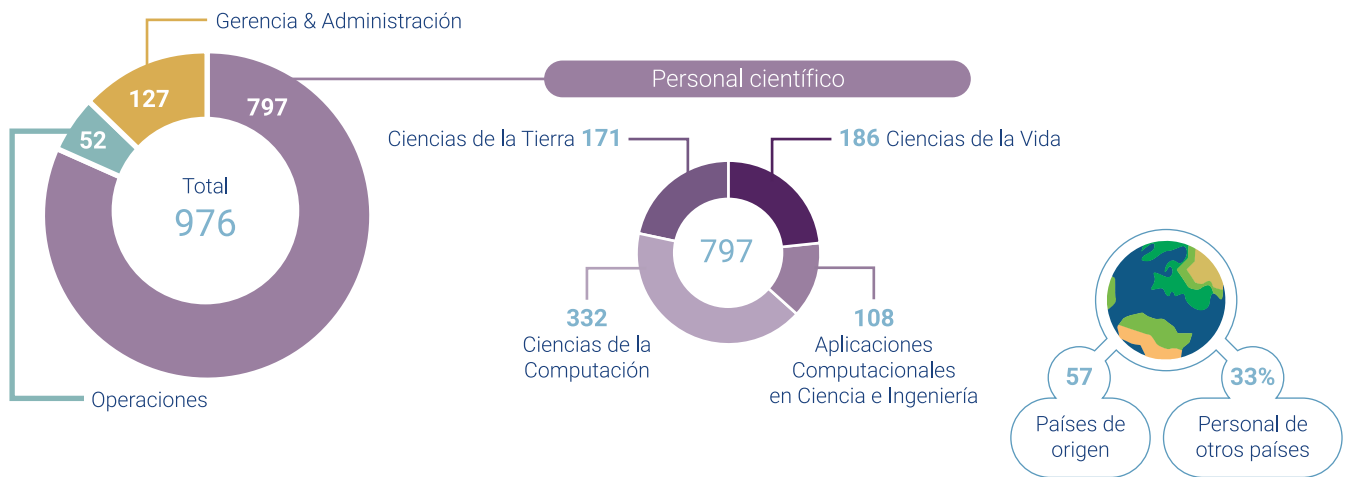 Gerencia & Administración
127
797
52
Total
976
Operaciones
Personal científico
Ciencias de la Tierra 171
186 Ciencias de la Vida
797
332
Ciencias de la
Computación
108
Aplicaciones
Computacionales
en Ciencia e Ingeniería
57
Países de
origen
33%
Personal de
otros países